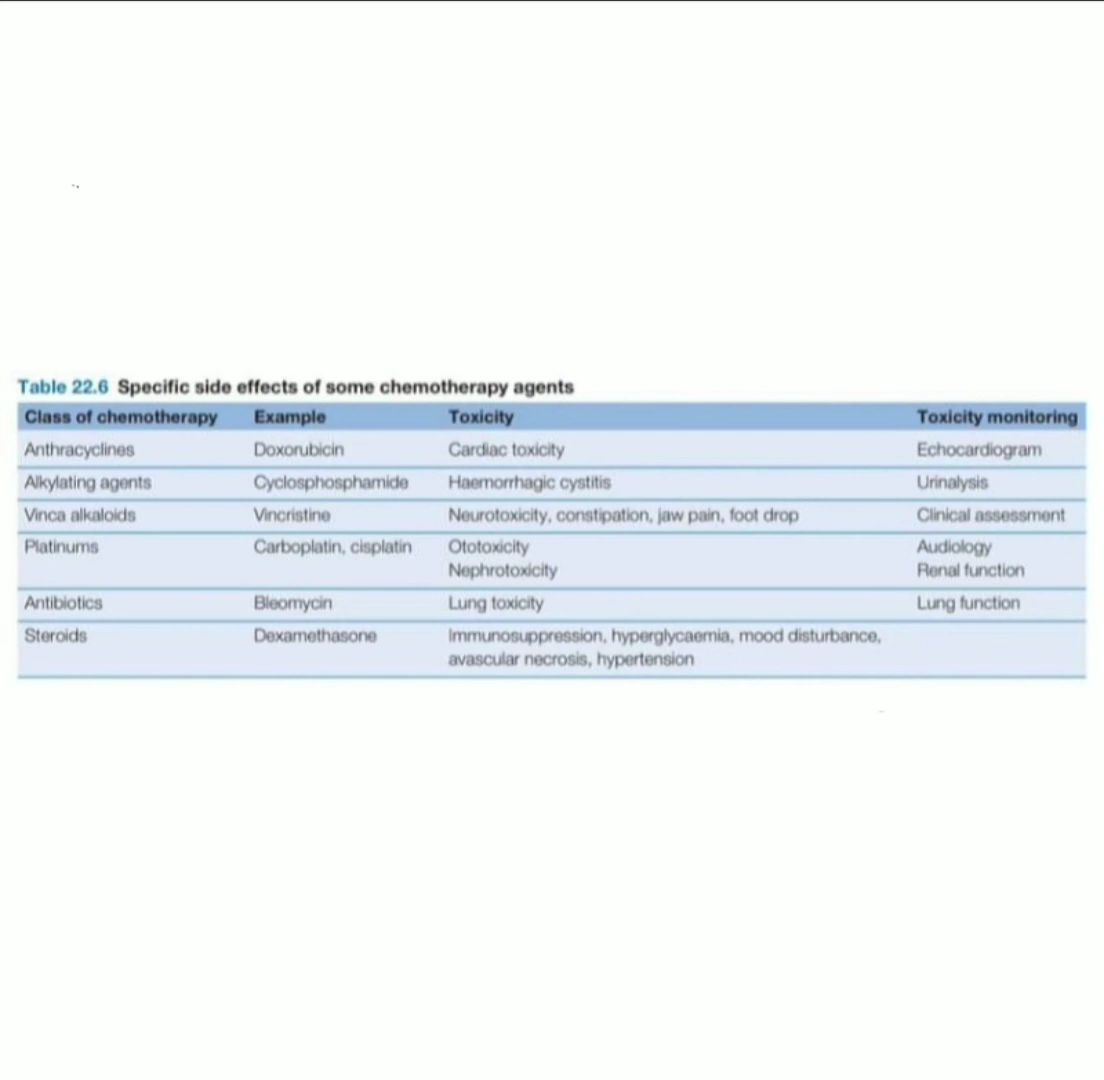 Table 22.6 Specific side effects of some chemotherapy agents
Class of chemotherapy Example Toxicity Toxicity monitoring
Anthracyclines Doxorubicin Cardiac toxicity Echocardiogram
Alkylating agents Cyclosphosphamide Haemorrhagic cystitis Urinalysis
Vinca alkaloids Vincristine Neurotoxicity, constipation, jaw pain, foot drop Clinical assessment
Platinums Carboplatin, cisplatin Ototoxicity Audiology
Nephrotoxicity Renal function
Antibiotics Bleomycin Lung toxicity Lung function
Steroids Dexamethasone Immunosuppression, hyperglycaemia, mood disturbance,
avascular necrosis, hypertension